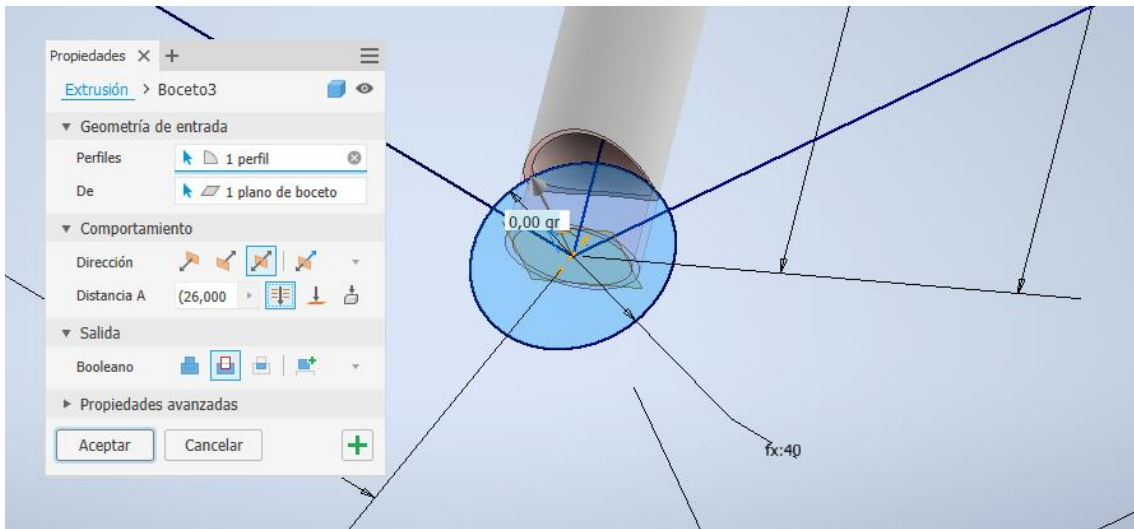 Propiedades × +
Extrusión > Boceto3
Geometría de entrada
Perfiles 1 perfil
De 1 plano de boceto
Comportamiento
Dirección
Distancia A (26,000
Salida
Booleano
Propiedades avanzadas
Aceptar Cancelar
0,00 gr
fx:40